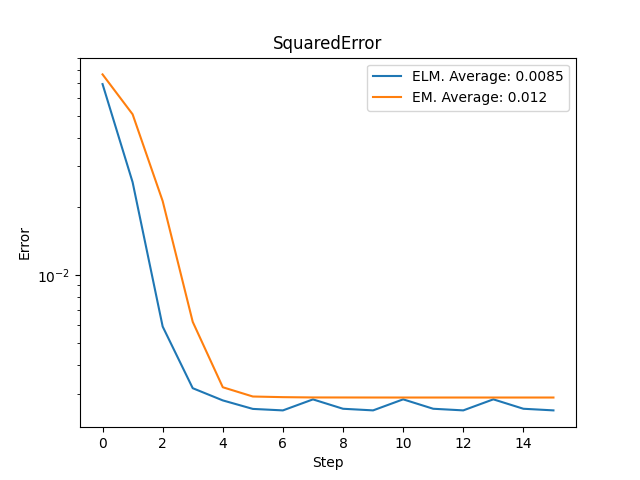 SquaredError
ELM. Average: 0.0085
EM. Average: 0.012
Error
10⁻²
0 2 4 6 8 10 12 14
Step